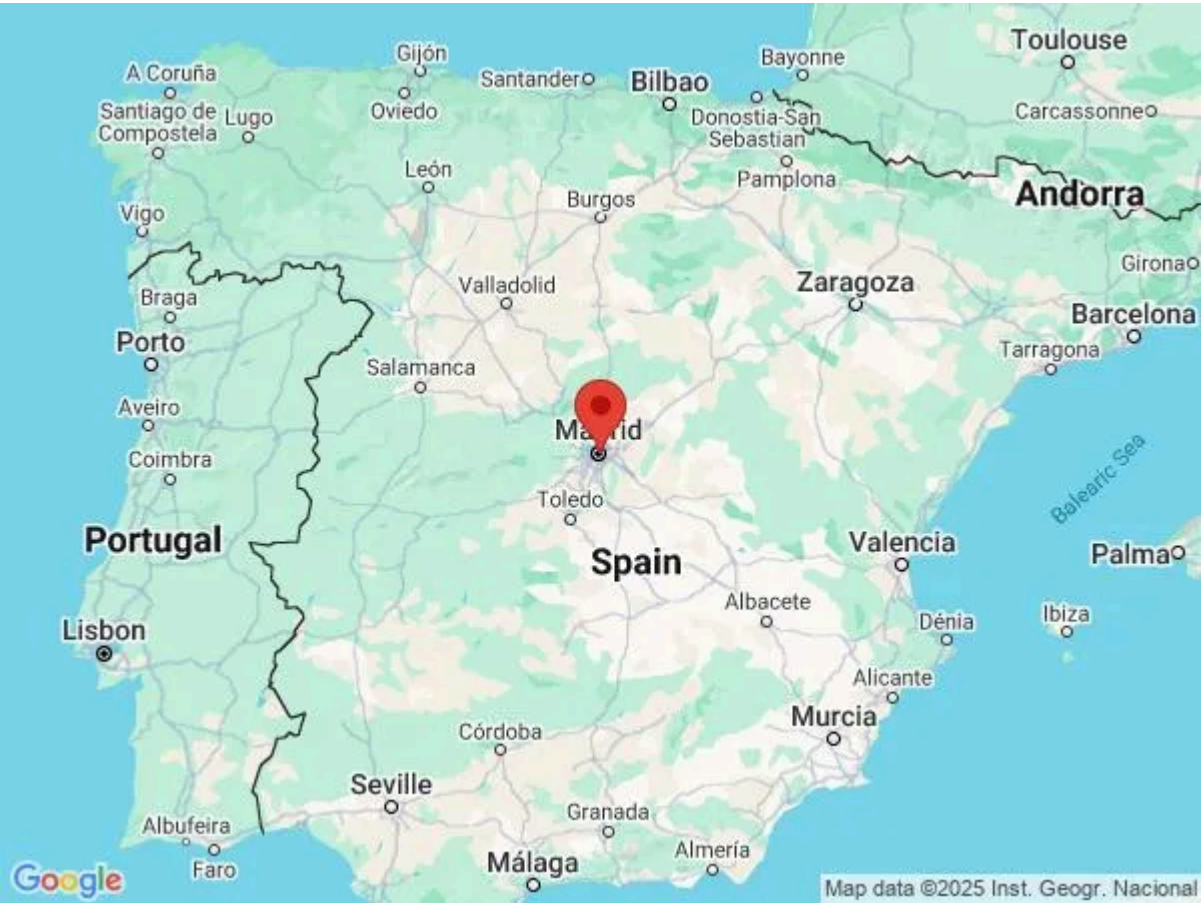 Toulouse
Gijón
Bayonne
A Coruña
Santander
Bilbao
Santiago de
Compostela
Lugo
Oviedo
Donostia-San
Sebastian
Carcassonne
León
Pamplona
Andorra
Burgos
Vigo
Girona
Braga
Valladolid
Zaragoza
Barcelona
Porto
Salamanca
Tarragona
Aveiro
Madrid
Coimbra
Balearic Sea
Toledo
Portugal
Spain
Valencia
Palma
Albacete
Ibiza
Lisbon
Dénia
Alicante
Murcia
Córdoba
Seville
Granada
Albufeira
Faro
Málaga
Almería
Google
Map data ©2025 Inst. Geogr. Nacional